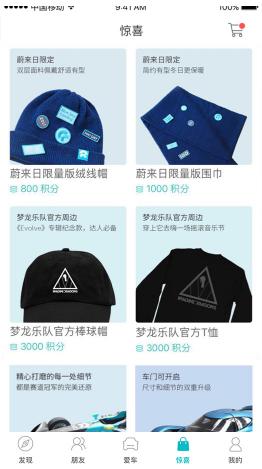 中国移动
9:41 AM
100%
惊喜
蔚来日限定
双层面料佩戴舒适有型
蔚来日限量版绒线帽
800 积分
蔚来日限定
简约有型冬日更保暖
蔚来日限量版围巾
1000 积分
梦龙乐队官方周边
《Evolve》专辑纪念款,达人必备
IMAGINE DRAGONS
梦龙乐队官方棒球帽
3000 积分
梦龙乐队官方周边
穿上它去嗨一场摇滚音乐节
IMAGINE DRAGONS
梦龙乐队官方T恤
3000 积分
精心打磨的每一处细节
都是赛道冠军的完美还原
车门可开启
尺寸和细节的双重升级
发现
朋友
爱车
惊喜
我的